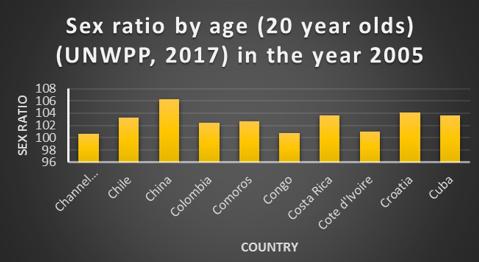 Sex ratio by age (20 year olds)
(UNWPP, 2017) in the year 2005
SEX RATIO
108
106
104
102
100
98
96
Channel...
Chile
China
Colombia
Comoros
Congo
Costa Rica
Cote d'Ivoire
Croatia
Cuba
COUNTRY